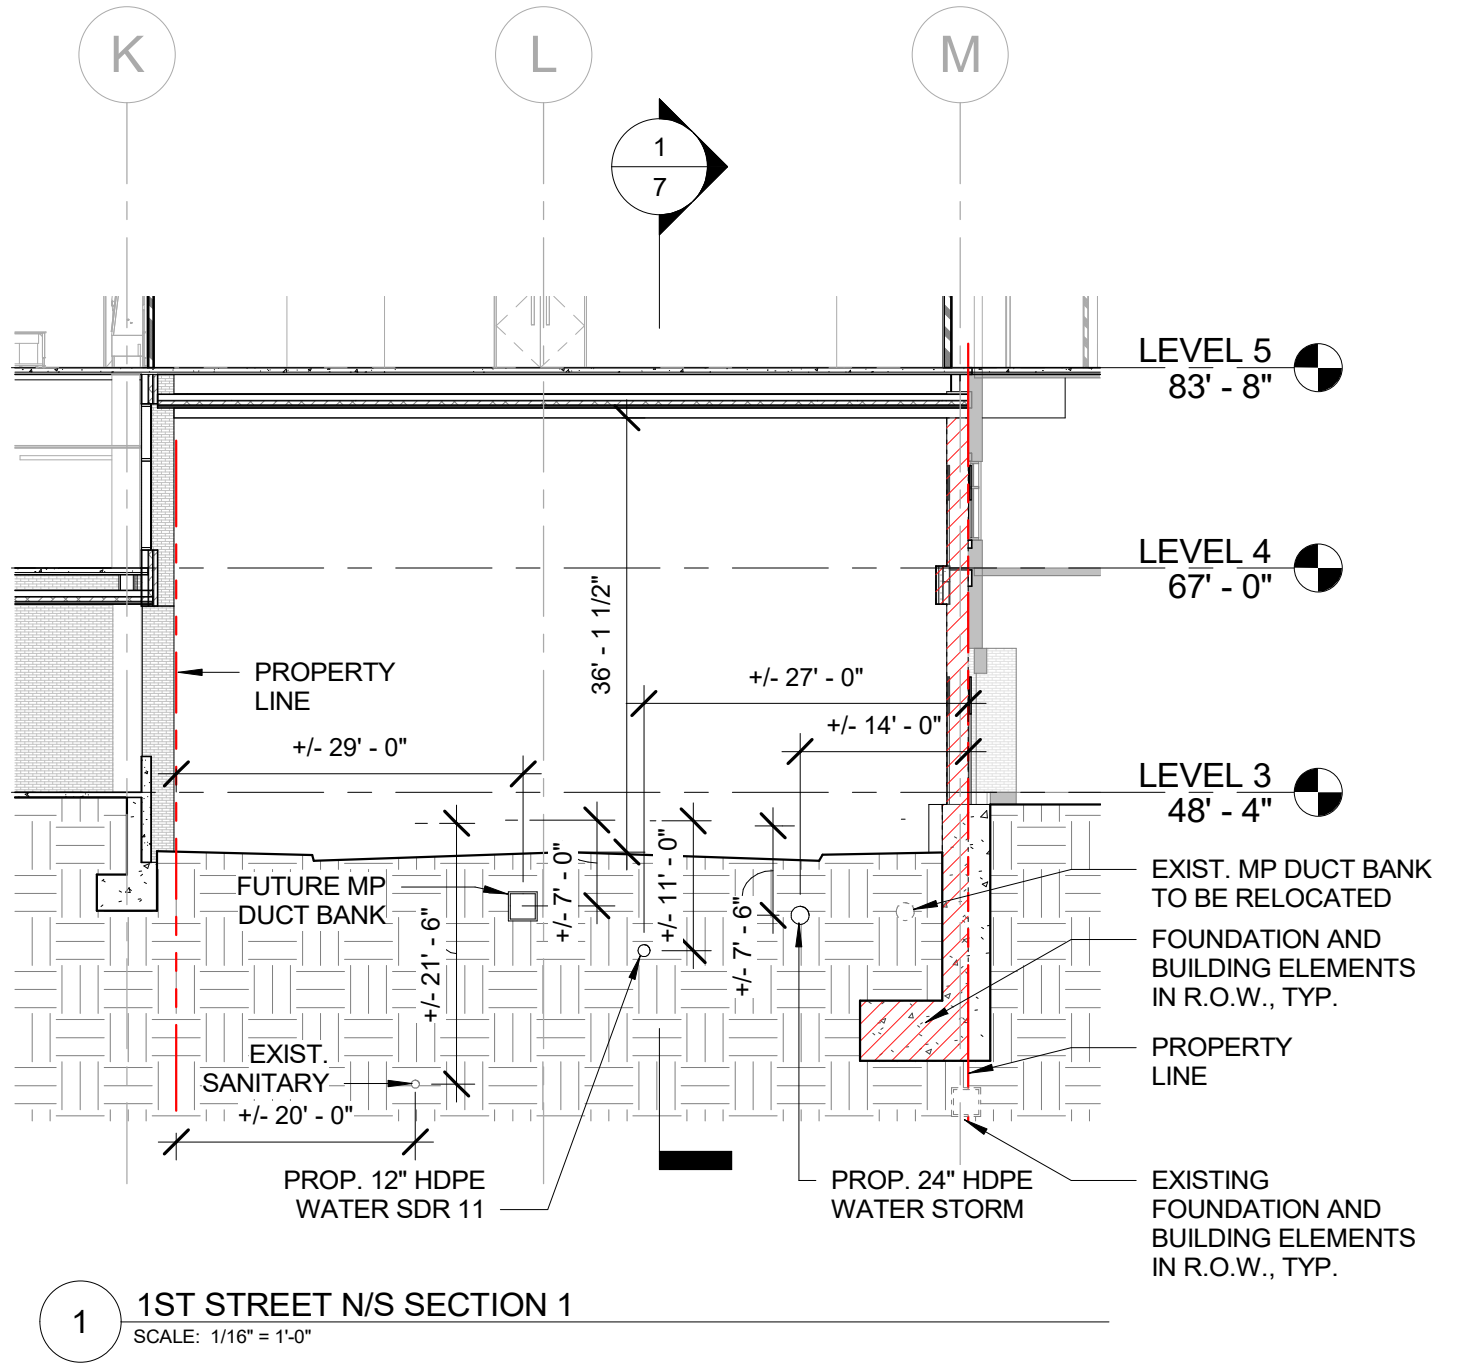 K
L
M
1
7
LEVEL 5
83' - 8"
LEVEL 4
67' - 0"
36' - 1 1/2"
PROPERTY
LINE
+/- 27' - 0"
+/- 14' - 0"
+/- 29' - 0"
LEVEL 3
48' - 4"
FUTURE MP
DUCT BANK
+/- 21' - 6"
+/- 7' - 0"
+/- 11' - 0"
+/- 7' - 6"
EXIST. MP DUCT BANK
TO BE RELOCATED
FOUNDATION AND
BUILDING ELEMENTS
IN R.O.W., TYP.
EXIST.
SANITARY
+/- 20' - 0"
PROPERTY
LINE
PROP. 12" HDPE
WATER SDR 11
PROP. 24" HDPE
WATER STORM
EXISTING
FOUNDATION AND
BUILDING ELEMENTS
IN R.O.W., TYP.
1
1ST STREET N/S SECTION 1
SCALE: 1/16" = 1'-0"